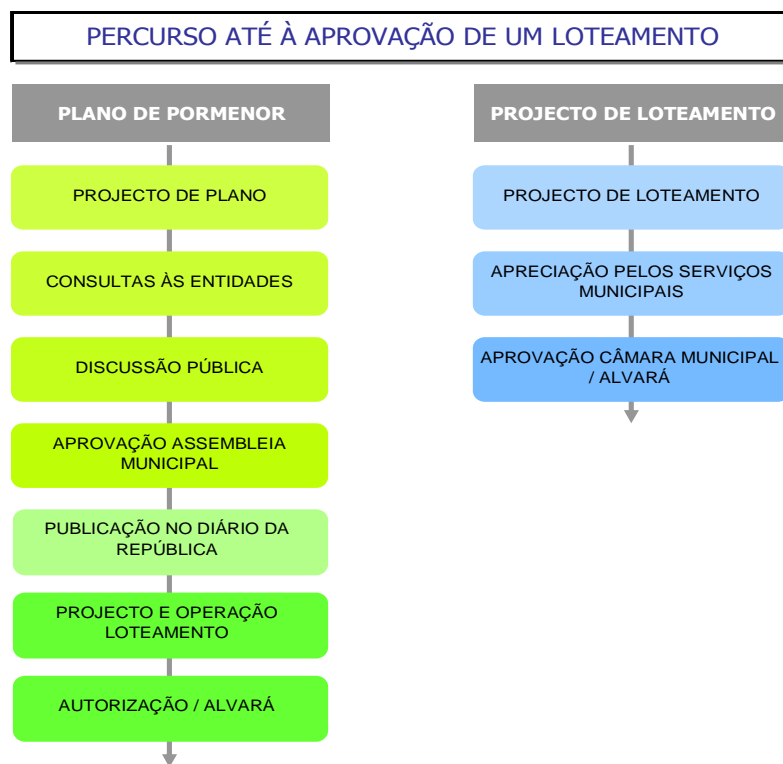 PERCURSO ATÉ À APROVAÇÃO DE UM LOTEAMENTO
PLANO DE PORMENOR
PROJECTO DE PLANO
CONSULTAS ÀS ENTIDADES
DISCUSSÃO PÚBLICA
APROVAÇÃO ASSEMBLEIA
MUNICIPAL
PUBLICAÇÃO NO DIÁRIO DA
REPÚBLICA
PROJECTO E OPERAÇÃO
LOTEAMENTO
AUTORIZAÇÃO / ALVARÁ
PROJECTO DE LOTEAMENTO
PROJECTO DE LOTEAMENTO
APRECIAÇÃO PELOS SERVIÇOS
MUNICIPAIS
APROVAÇÃO CÂMARA MUNICIPAL
/ ALVARÁ